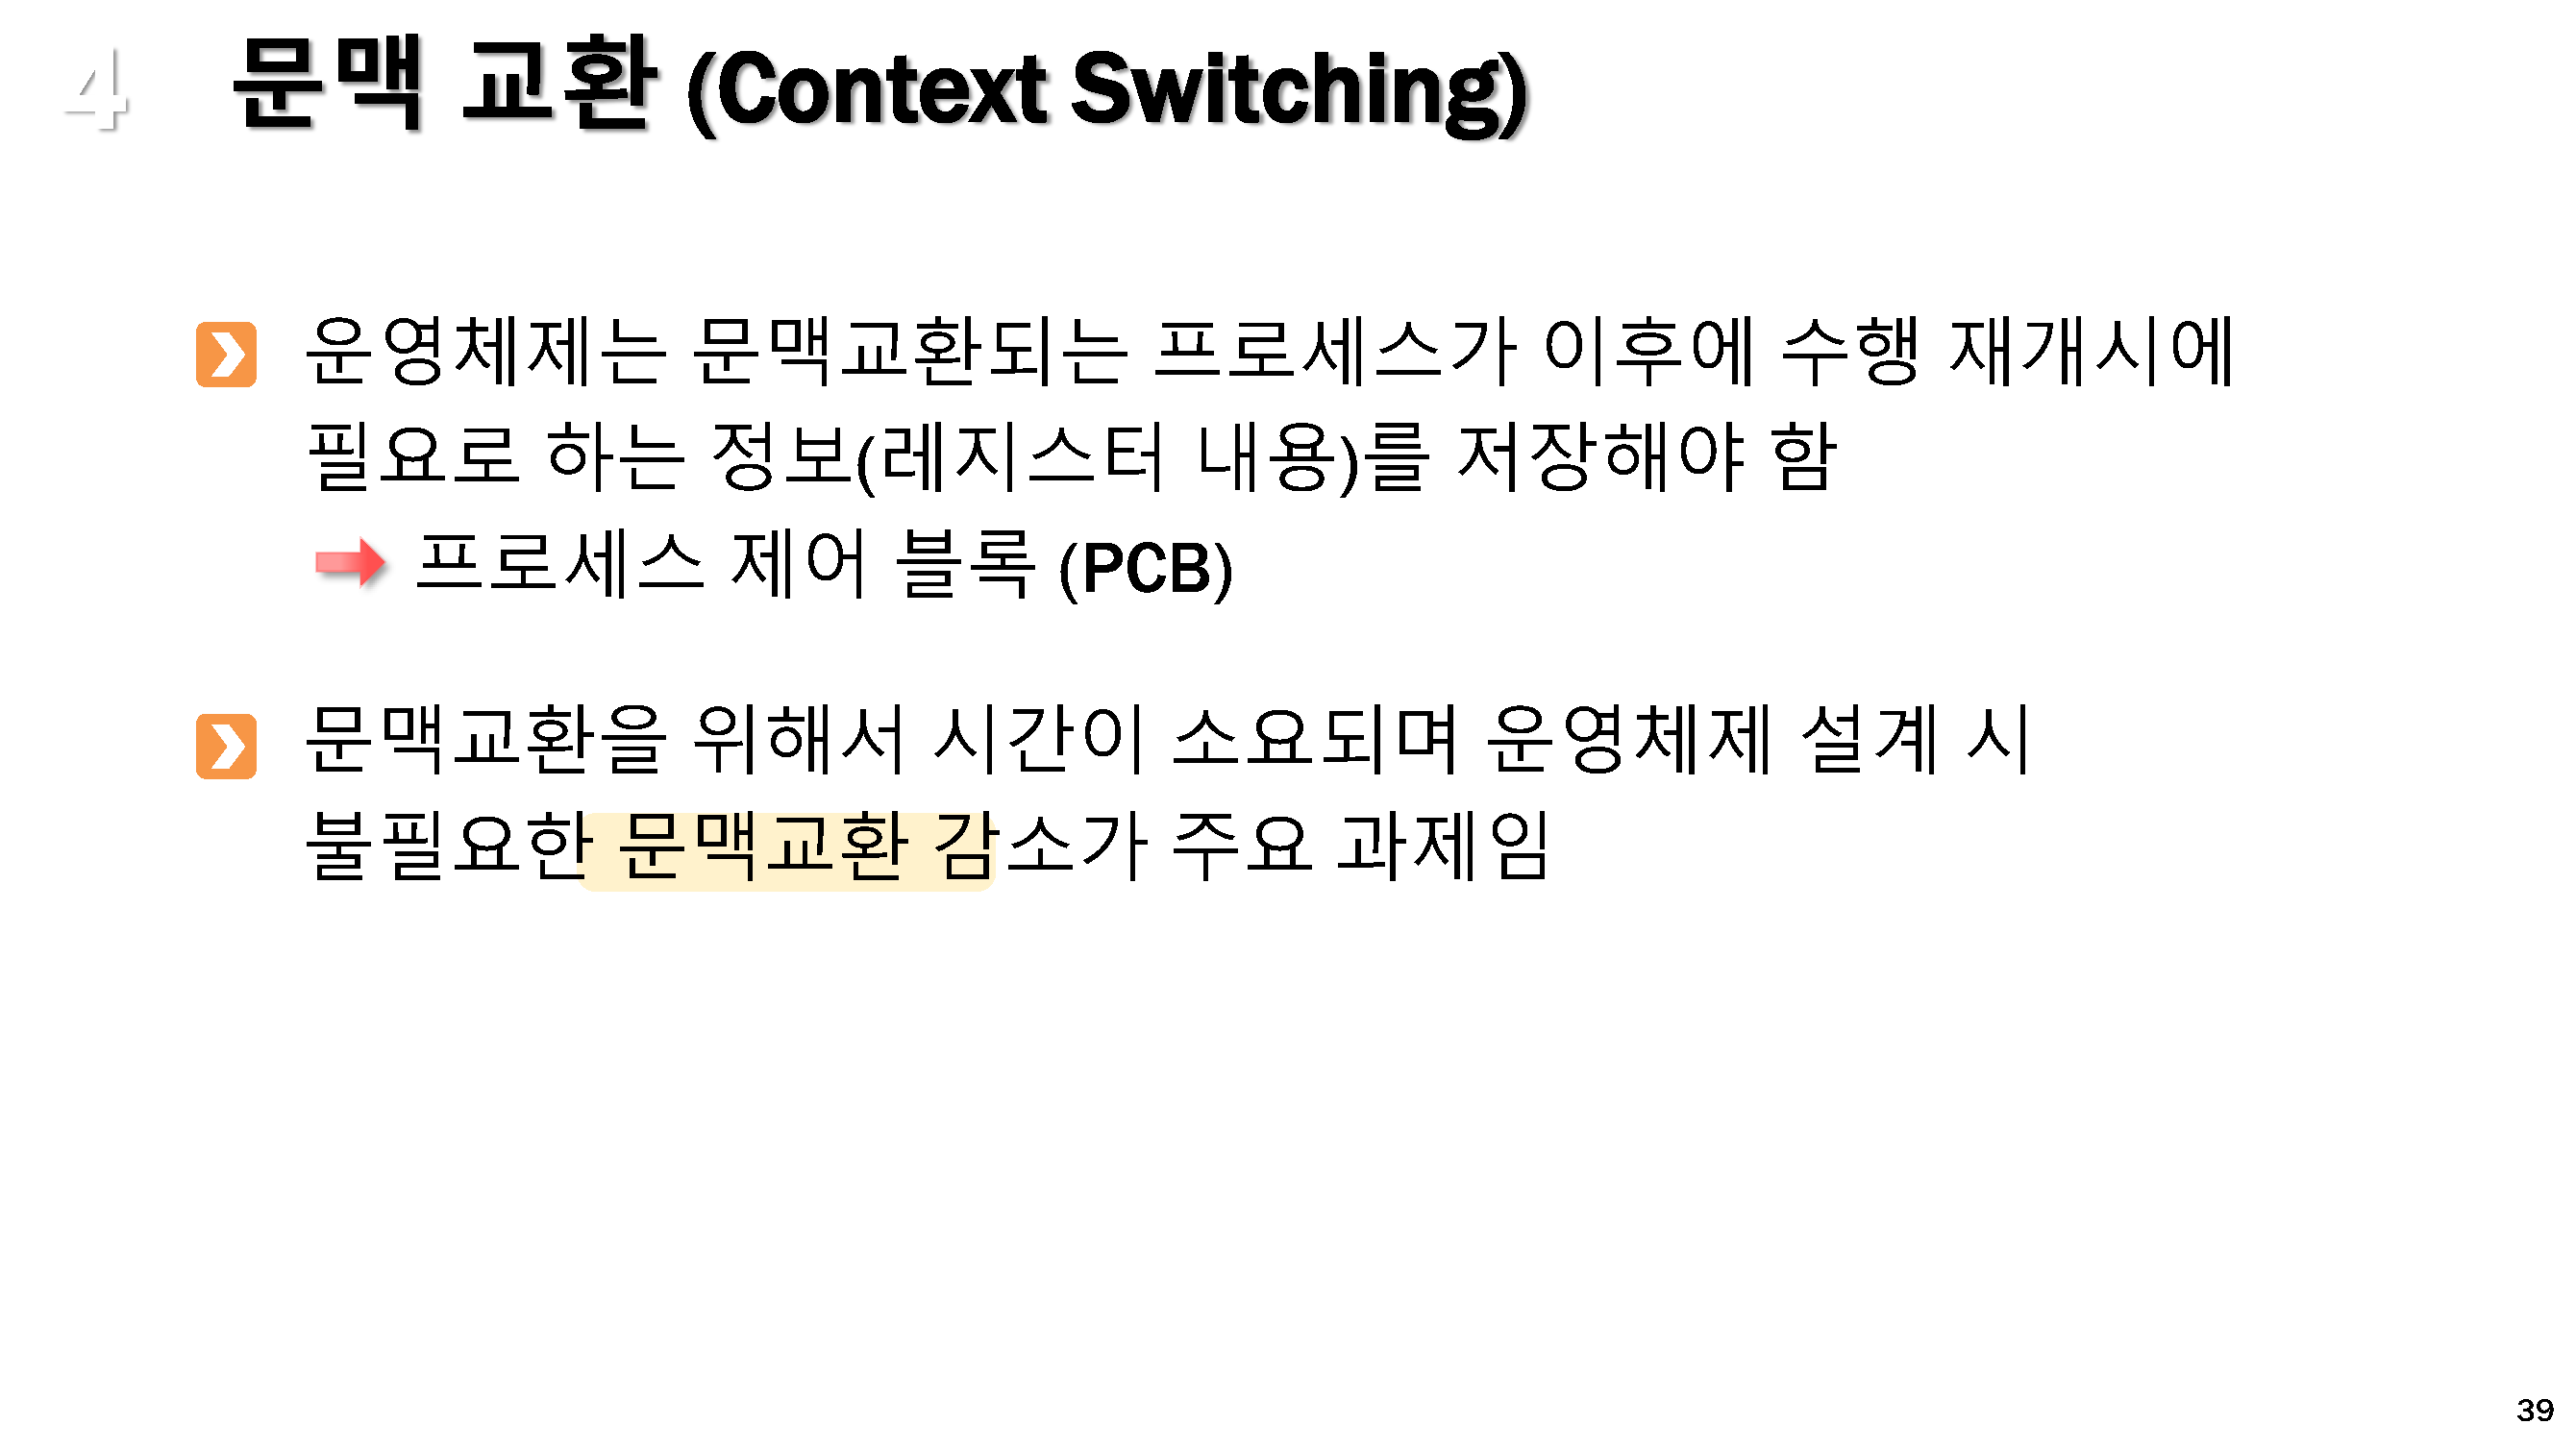 4 문맥 교환 (Context Switching)
운영체제는 문맥교환되는 프로세스가 이후에 수행 재개시에
필요로 하는 정보(레지스터 내용)를 저장해야 함
프로세스 제어 블록 (PCB)
문맥교환을 위해서 시간이 소요되며 운영체제 설계 시
불필요한 문맥교환 감소가 주요 과제임
39